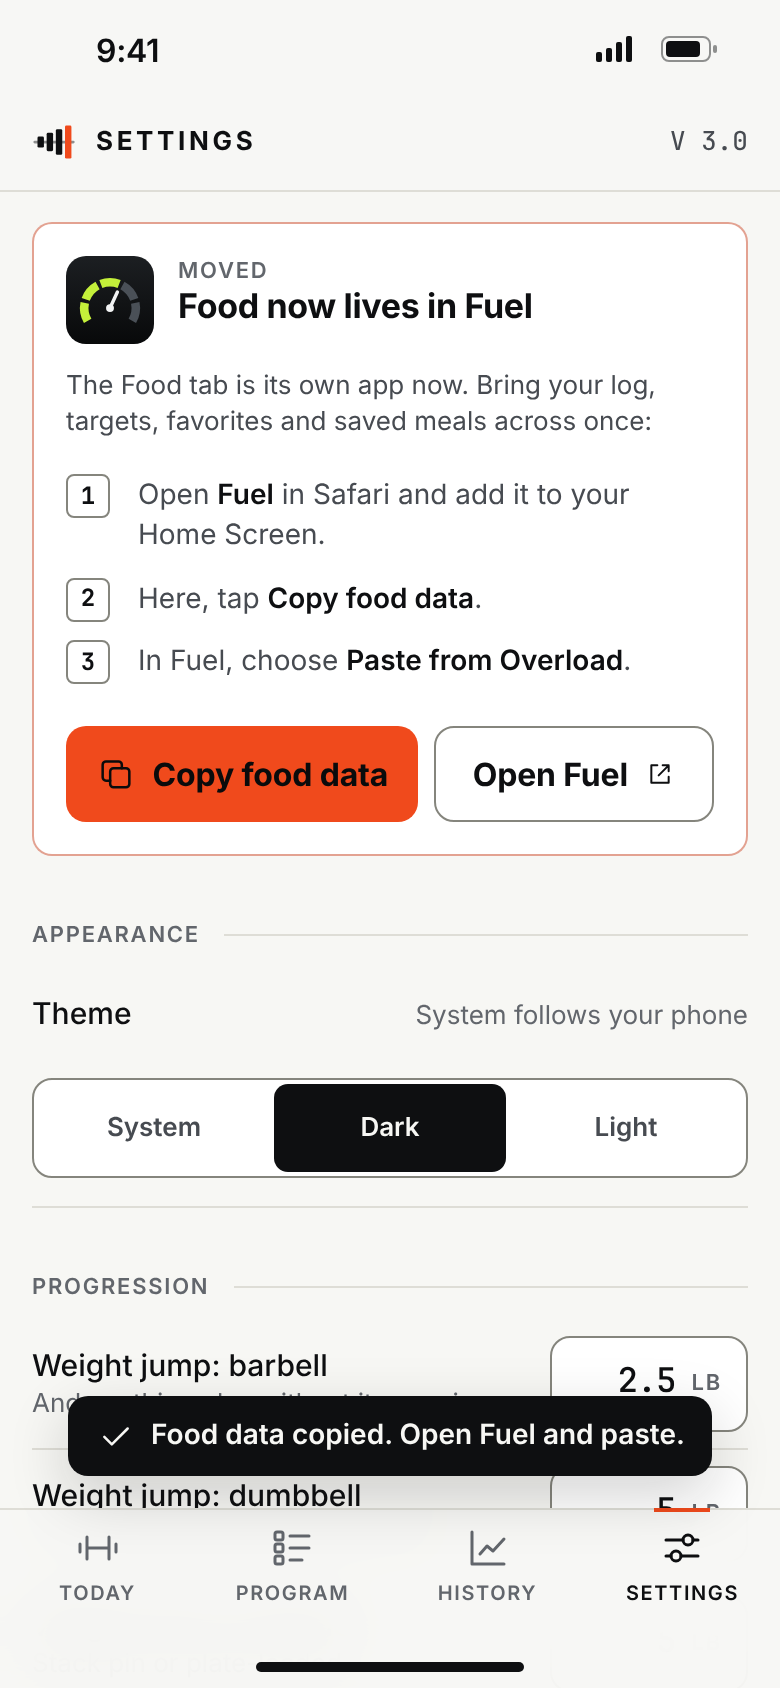 9:41
SETTINGS
V 3.0
MOVED
Food now lives in Fuel
The Food tab is its own app now. Bring your log,
targets, favorites and saved meals across once:
1 Open Fuel in Safari and add it to your
Home Screen.
2 Here, tap Copy food data.
3 In Fuel, choose Paste from Overload.
Copy food data
Open Fuel
APPEARANCE
Theme
System follows your phone
System
Dark
Light
PROGRESSION
Weight jump: barbell
2.5 LB
Food data copied. Open Fuel and paste.
Weight jump: dumbbell
5 LB
TODAY
PROGRAM
HISTORY
SETTINGS